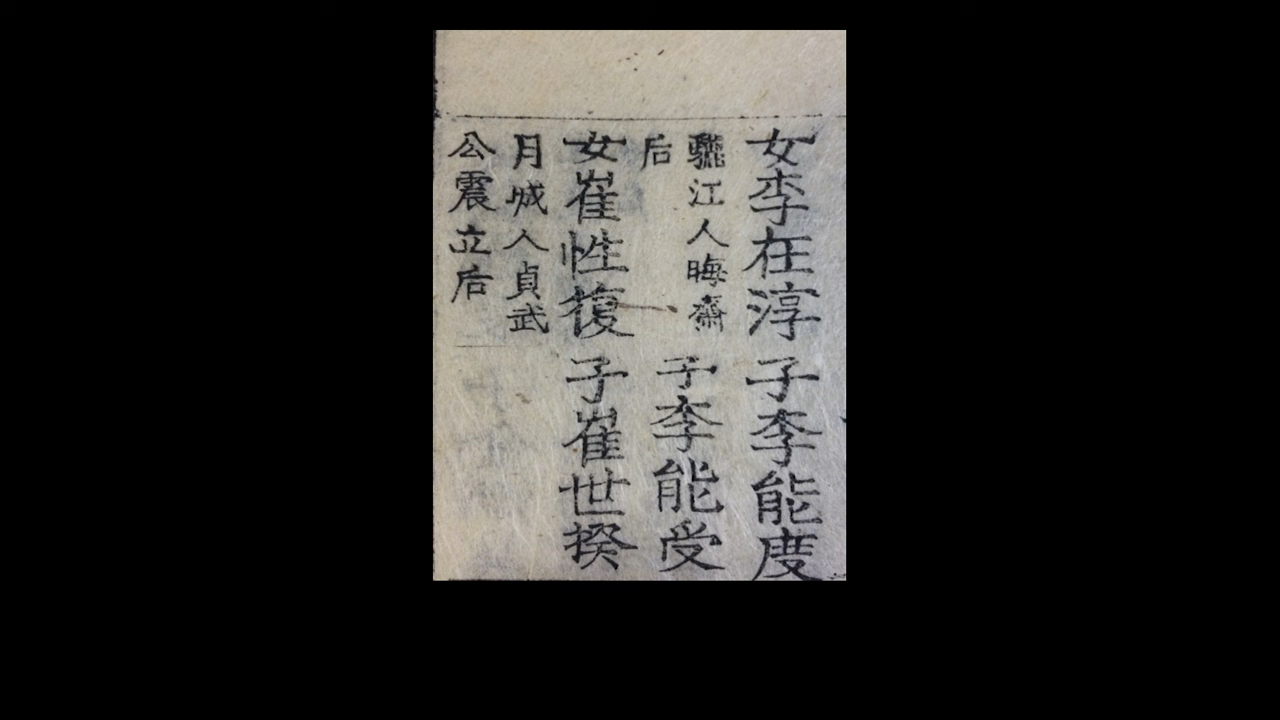 女李在淳
驪江人晦齋
后
女崔性復
月城人貞武
公震立后
子李能度
子李能受
子崔世揆